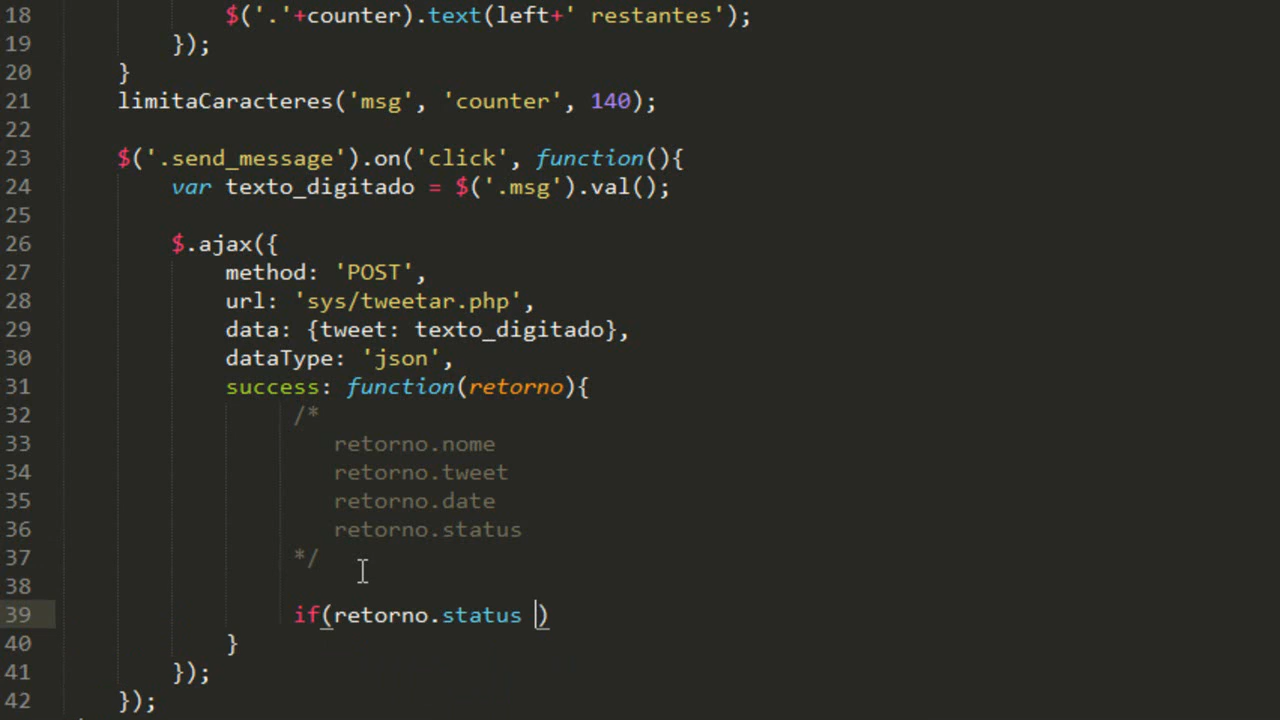 18 $('.'+counter).text(left+' restantes');
19 });
20 }
21 limitaCaracteres('msg', 'counter', 140);
22
23 $('.send_message').on('click', function(){
24 var texto_digitado = $('.msg').val();
25
26 $.ajax({
27 method: 'POST',
28 url: 'sys/tweetar.php',
29 data: {tweet: texto_digitado},
30 dataType: 'json',
31 success: function(retorno){
32 /*
33 retorno.nome
34 retorno.tweet
35 retorno.date
36 retorno.status
37 */
38
39 if(retorno.status )
40 }
41 });
42 });